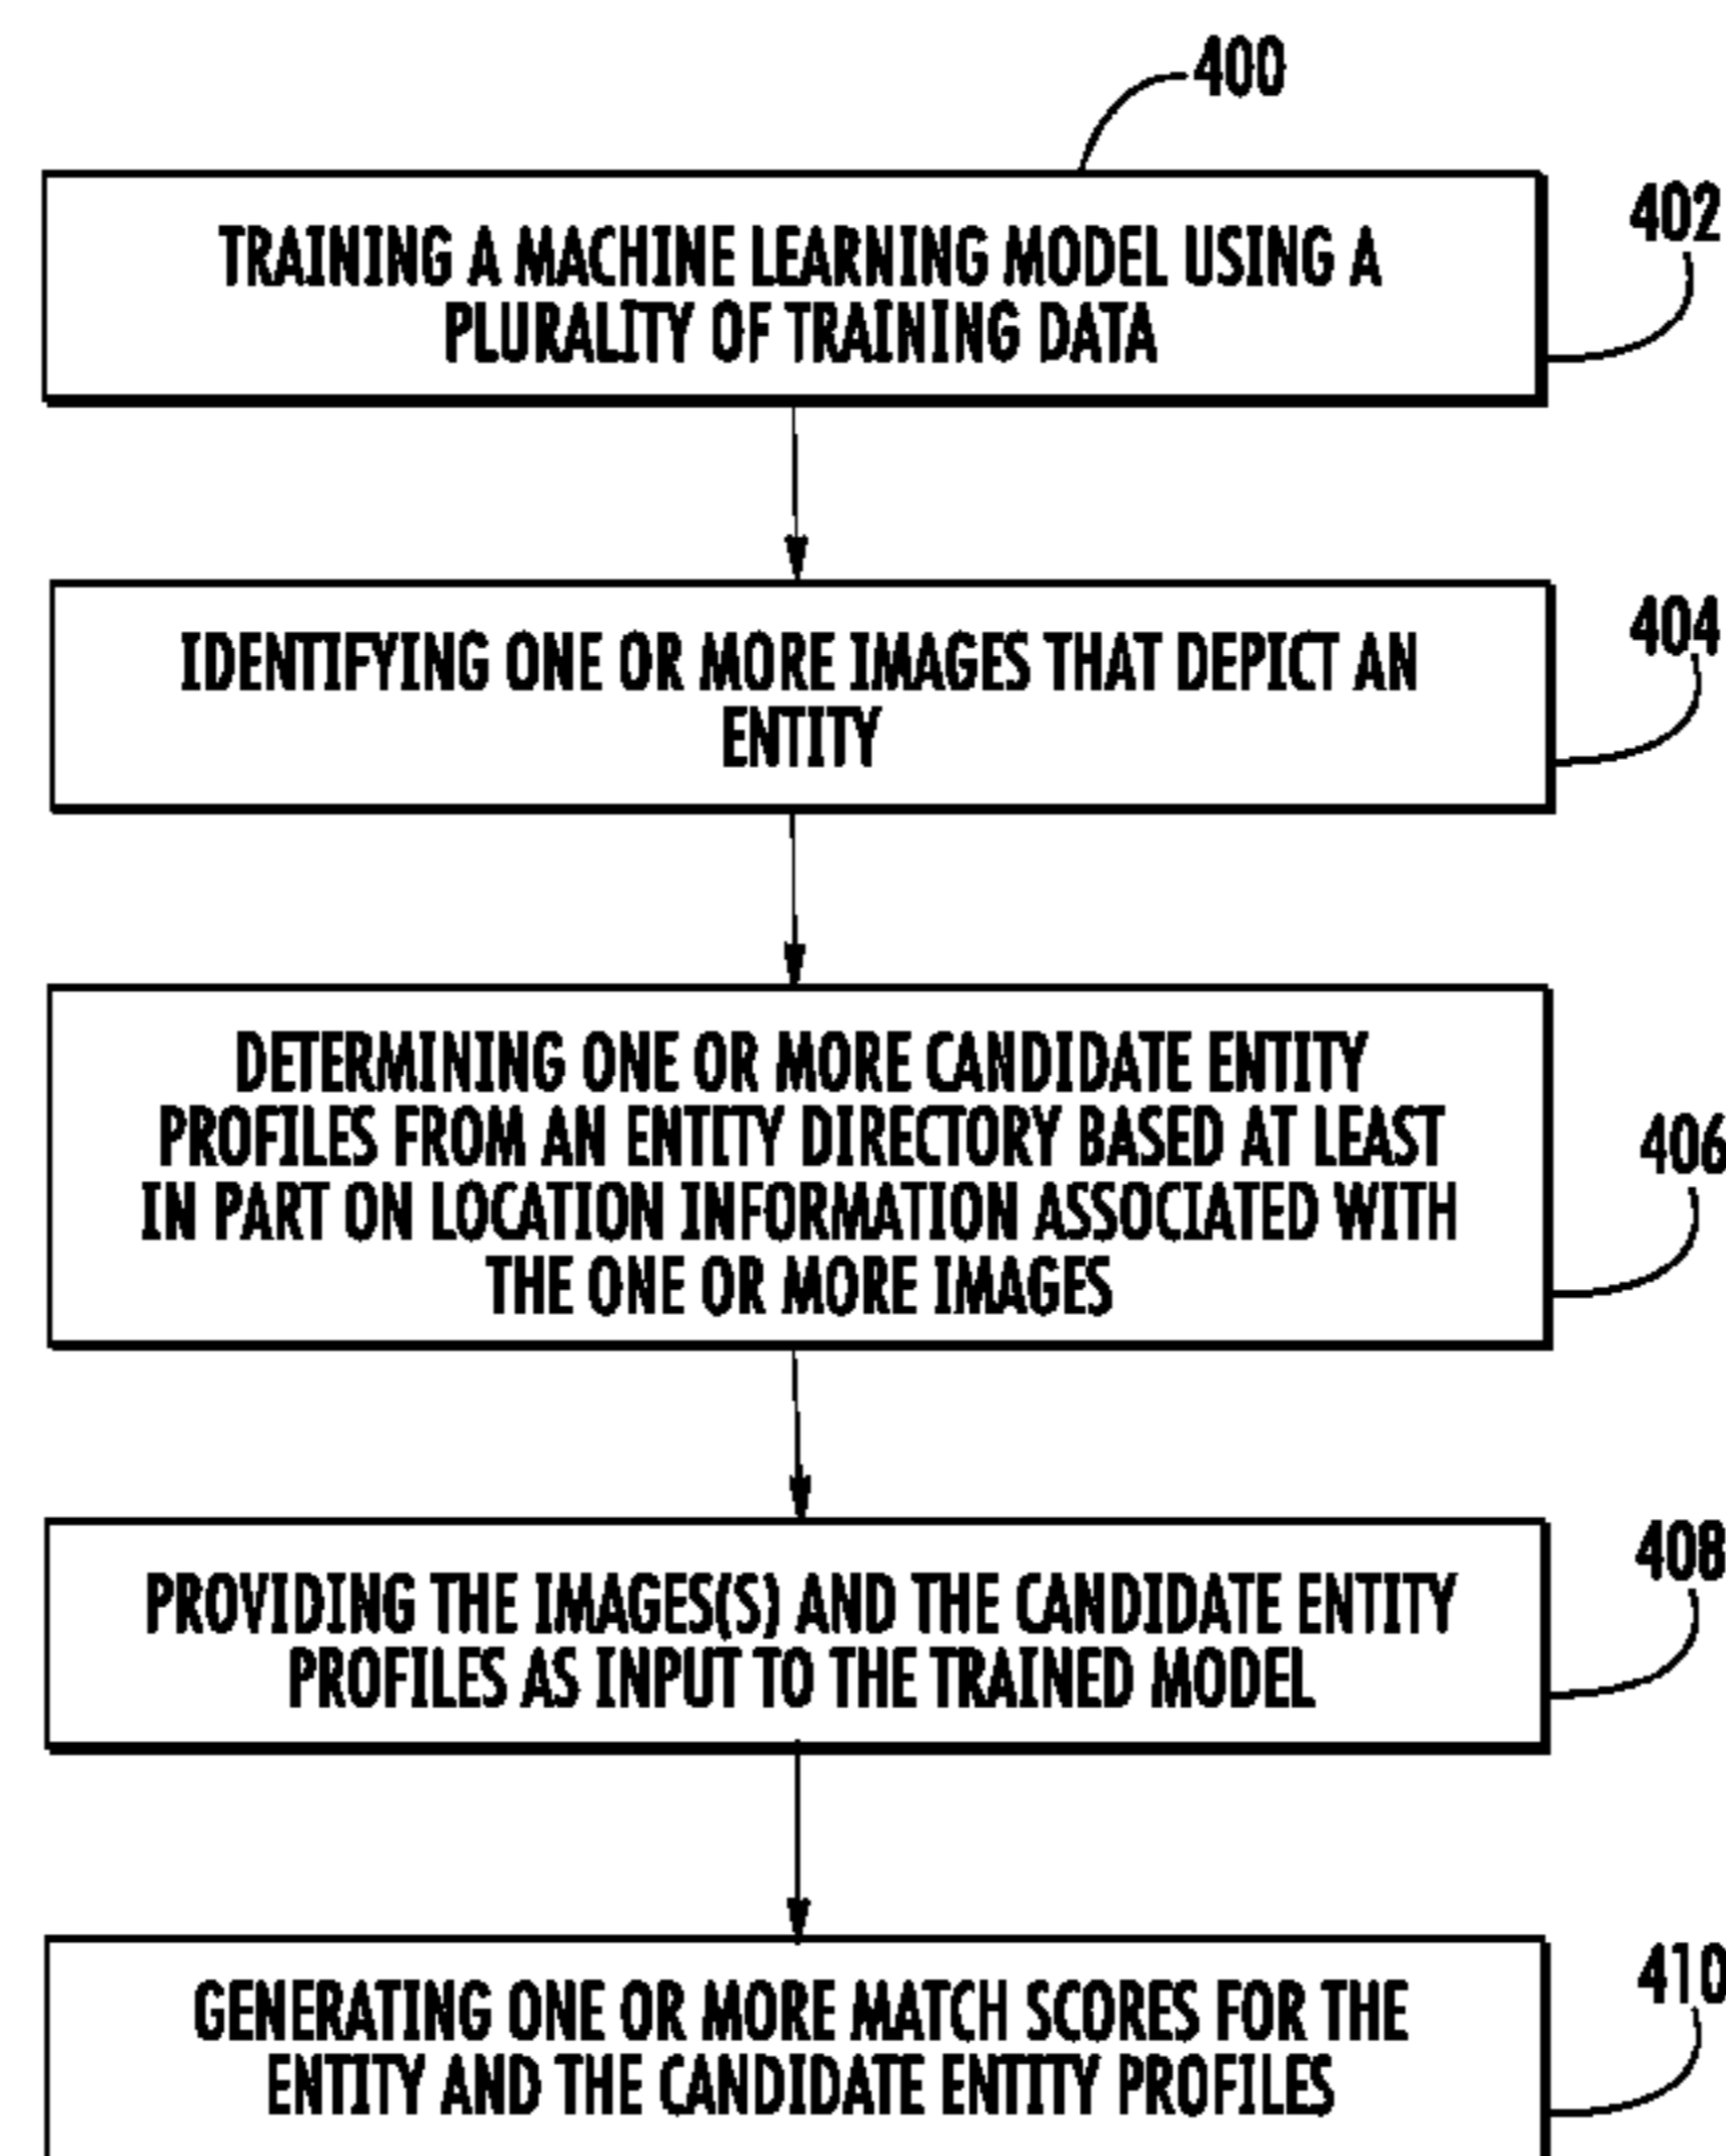 400
TRAINING A MACHINE LEARNING MODEL USING A
PLURALITY OF TRAINING DATA
402
IDENTIFYING ONE OR MORE IMAGES THAT DEPICT AN
ENTITY
404
DETERMINING ONE OR MORE CANDIDATE ENTITY
PROFILES FROM AN ENTITY DIRECTORY BASED AT LEAST
IN PART ON LOCATION INFORMATION ASSOCIATED WITH
THE ONE OR MORE IMAGES
406
PROVIDING THE IMAGES(S) AND THE CANDIDATE ENTITY
PROFILES AS INPUT TO THE TRAINED MODEL
408
GENERATING ONE OR MORE MATCH SCORES FOR THE
ENTITY AND THE CANDIDATE ENTITY PROFILES
410